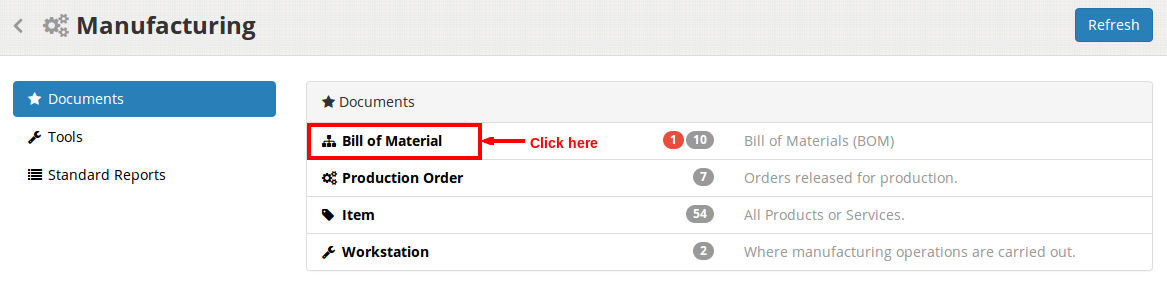 Manufacturing
Refresh
Documents
Tools
Standard Reports
Documents
Bill of Material
Click here
1 10
Bill of Materials (BOM)
Production Order
7
Orders released for production.
Item
54
All Products or Services.
Workstation
2
Where manufacturing operations are carried out.